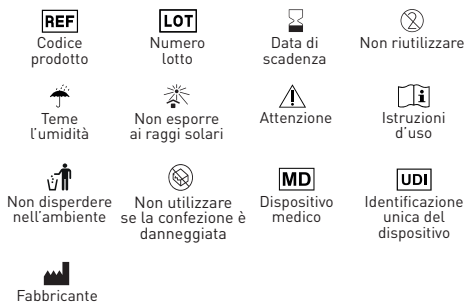 REF
Codice
prodotto
LOT
Numero
lotto
Data di
scadenza
2
Non riutilizzare
Teme
l'umidità
Non esporre
ai raggi solari
Attenzione
i
Istruzioni
d'uso
Non disperdere
nell'ambiente
Non utilizzare
se la confezione è
danneggiata
MD
Dispositivo
medico
UDI
Identificazione
unica del
dispositivo
Fabbricante